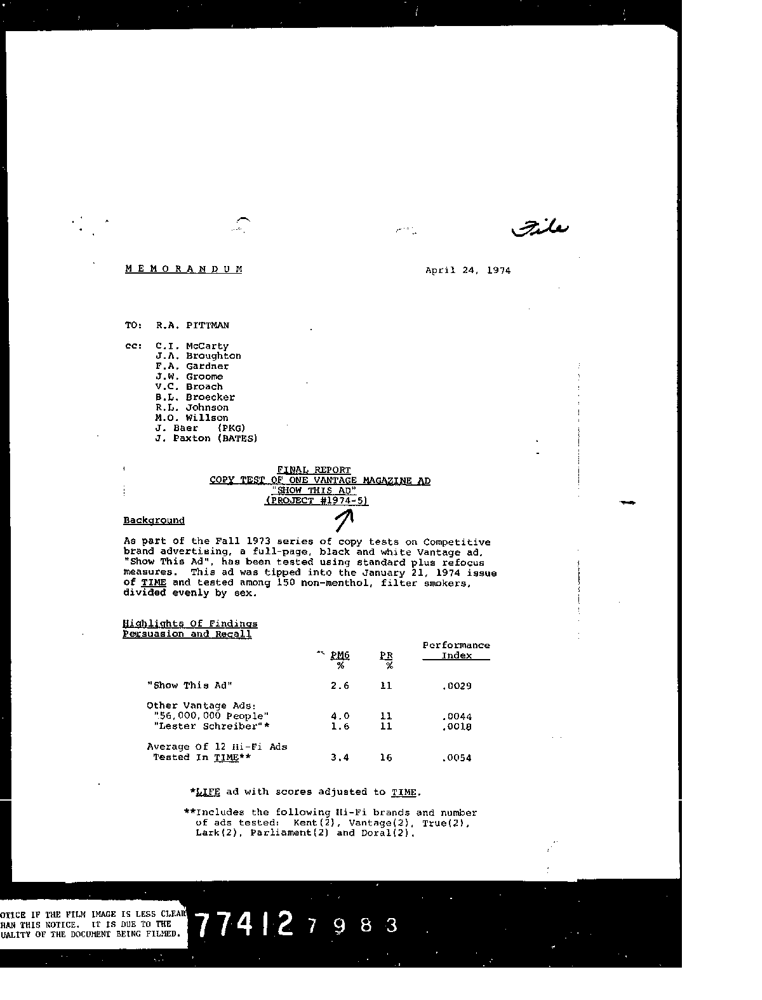 File
MEMORANDUM
April 24, 1974
TO: R.A. PITTMAN
cc: C.I. McCarty
J.A. Broughton
F.A. Gardner
J.W. Groome
V.C. Broach
B.L. Broecker
R.L. Johnson
M.O. Willson
J. Baer (PKG)
J. Paxton (BATES)
FINAL REPORT
COPY TEST OF ONE VANTAGE MAGAZINE AD
"SHOW THIS AD"
(PROJECT #1974-5)
Background
As part of the Fall 1973 series of copy tests on Competitive
brand advertising, a full-page, black and white Vantage ad,
"Show This Ad", has been tested using standard plus refocus
measures. This ad was tipped into the January 21, 1974 issue
of TIME and tested among 150 non-menthol, filter smokers,
divided evenly by sex.
Highlights Of Findings
Persuasion and Recall
Performance
PM6 PR Index
% %
"Show This Ad" 2.6 11 .0029
Other Vantage Ads:
"56,000,000 People" 4.0 11 .0044
"Lester Schreiber"* 1.6 11 .0018
Average Of 12 Hi-Fi Ads
Tested In TIME** 3.4 16 .0054
*LIFE ad with scores adjusted to TIME.
**Includes the following Hi-Fi brands and number
of ads tested: Kent(2), Vantage(2), True(2),
Lark(2), Parliament(2) and Doral(2).
OTICE IF THE FILM IMAGE IS LESS CLEAR
HAN THIS NOTICE. IT IS DUE TO THE
UALITY OF THE DOCUMENT BEING FILMED.
77412 7983